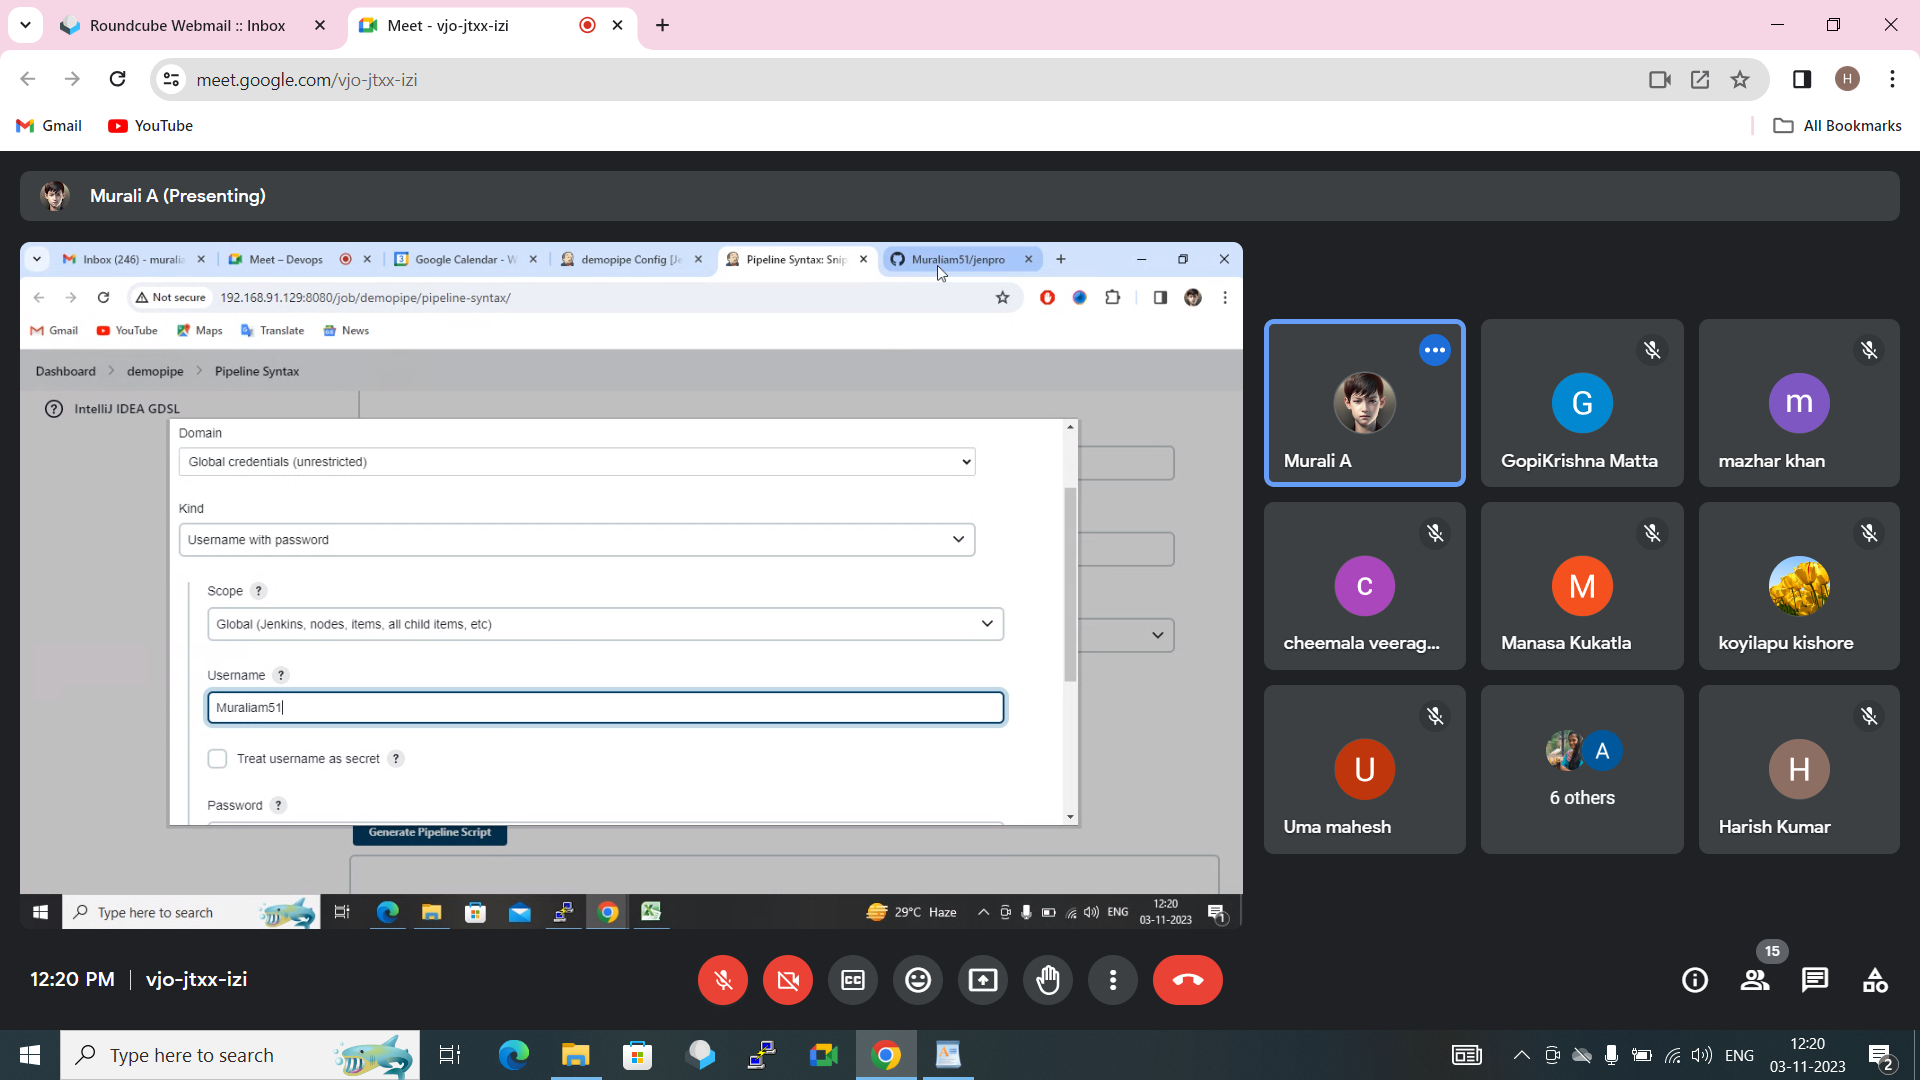 Roundcube Webmail :: Inbox
Meet - vjo-jtxx-izi
meet.google.com/vjo-jtxx-izi
H
Gmail
YouTube
All Bookmarks
Murali A (Presenting)
Inbox (246) - murali
Meet – Devops
Google Calendar - W
demopipe Config [Je
Pipeline Syntax: Snip
Muraliam51/jenpro
Not secure
192.168.91.129:8080/job/demopipe/pipeline-syntax/
Gmail
YouTube
Maps
Translate
News
Dashboard > demopipe > Pipeline Syntax
? IntelliJ IDEA GDSL
Domain
Global credentials (unrestricted)
Kind
Username with password
Scope ?
Global (Jenkins, nodes, items, all child items, etc)
Username ?
Muraliam51
Treat username as secret ?
Password ?
Generate Pipeline Script
Type here to search
29°C Haze
ENG
12:20
03-11-2023
1
Murali A
G
GopiKrishna Matta
m
mazhar khan
c
cheemala veerag...
M
Manasa Kukatla
koyilapu kishore
U
Uma mahesh
A
6 others
H
Harish Kumar
12:20 PM | vjo-jtxx-izi
CC
15
Type here to search
ENG
12:20
03-11-2023
2